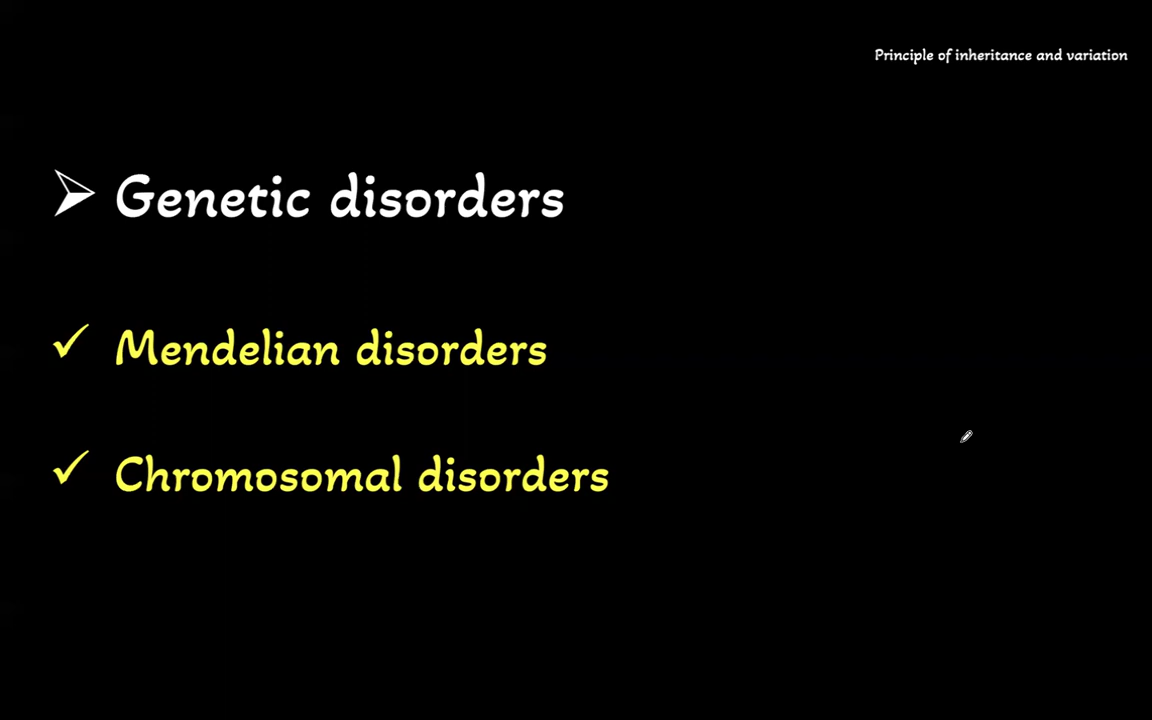 Principle of inheritance and variation
➢ Genetic disorders
✓ Mendelian disorders
✓ Chromosomal disorders